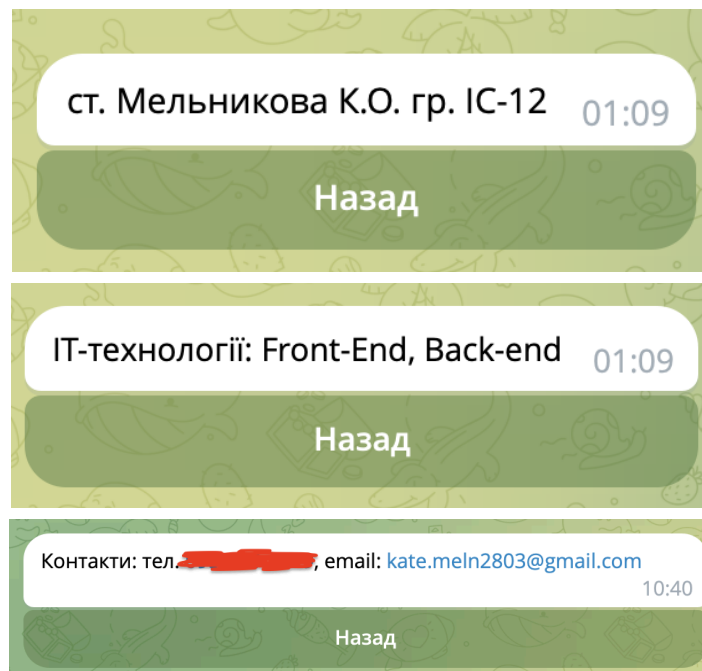 ст. Мельникова К.О. гр. ІС-12
01:09
Назад
ІТ-технології: Front-End, Back-end
01:09
Назад
Контакти: тел. , email: kate.meln2803@gmail.com
10:40
Назад